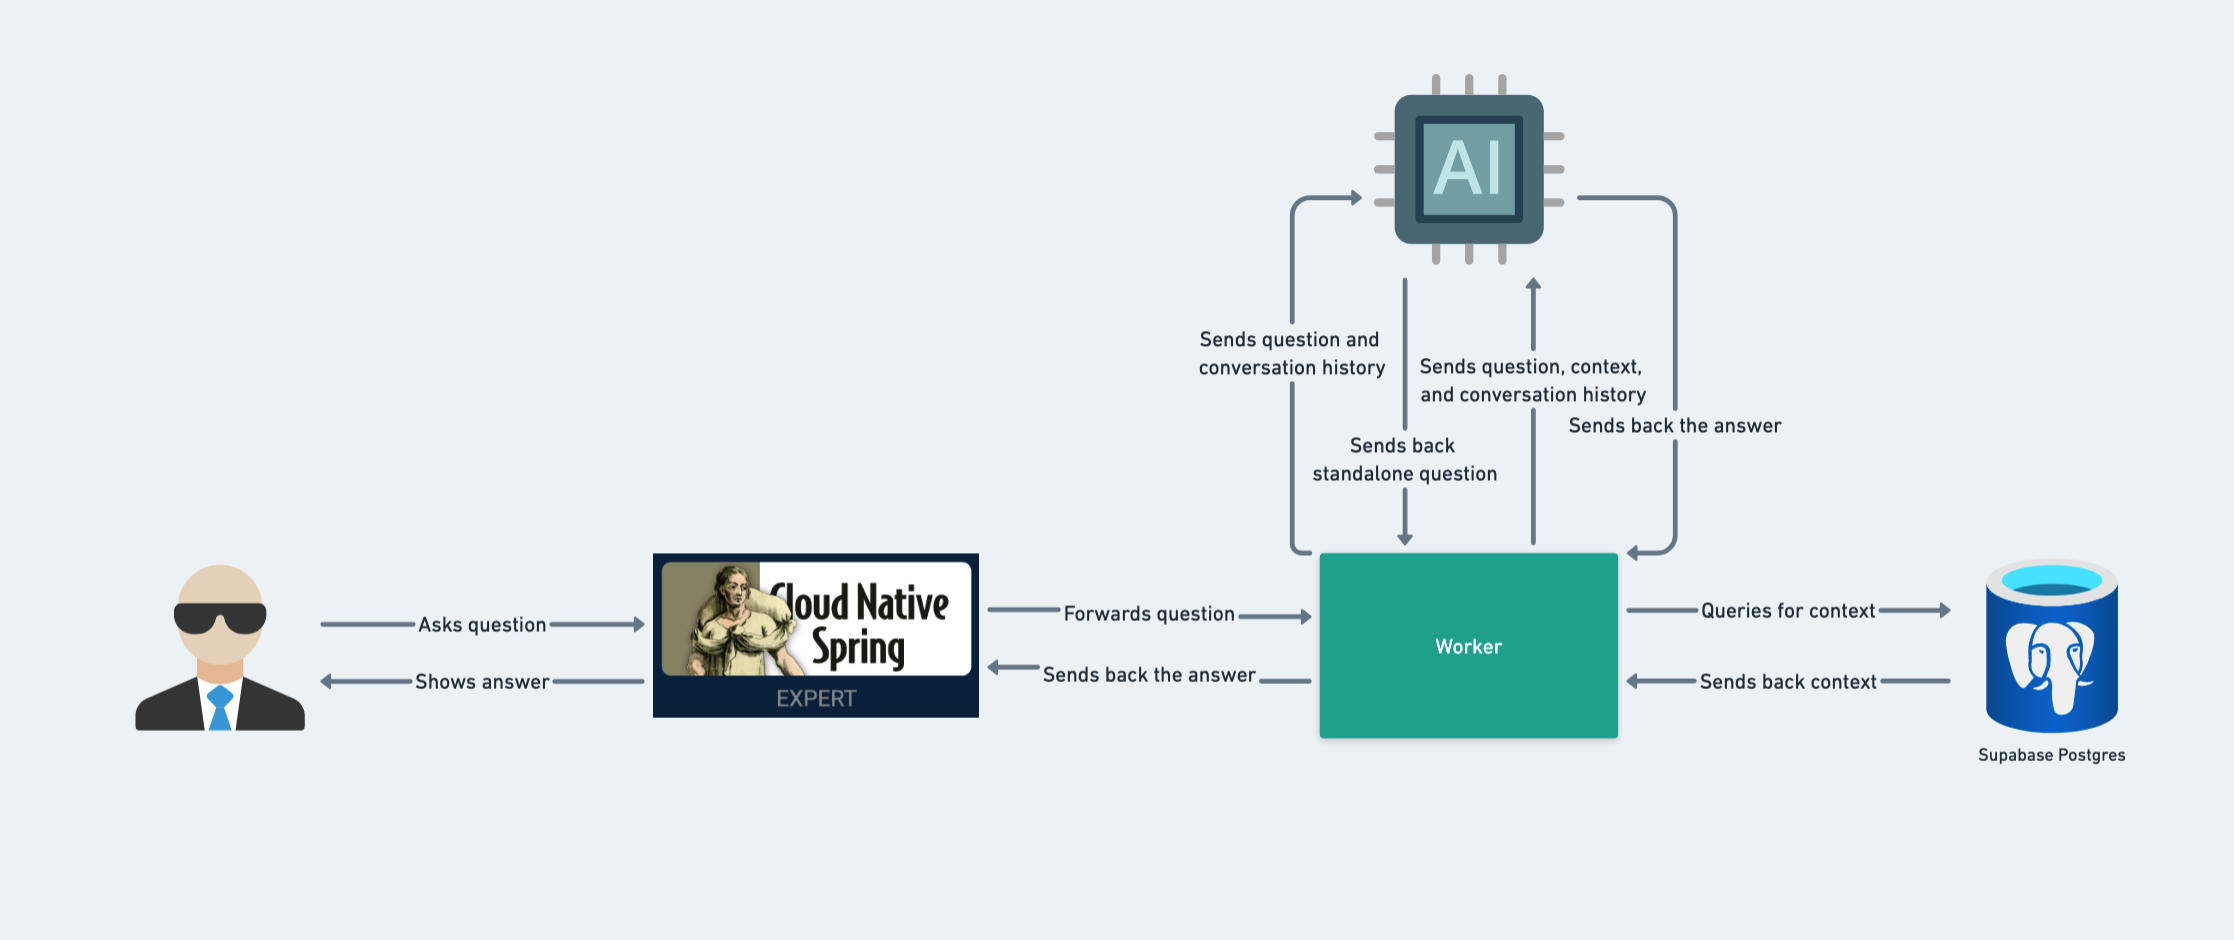 AI
Sends question and
conversation history
Sends question, context,
and conversation history
Sends back the answer
Sends back
standalone question
Asks question
Shows answer
Cloud Native
Spring
EXPERT
Forwards question
Sends back the answer
Worker
Queries for context
Sends back context
Supabase Postgres